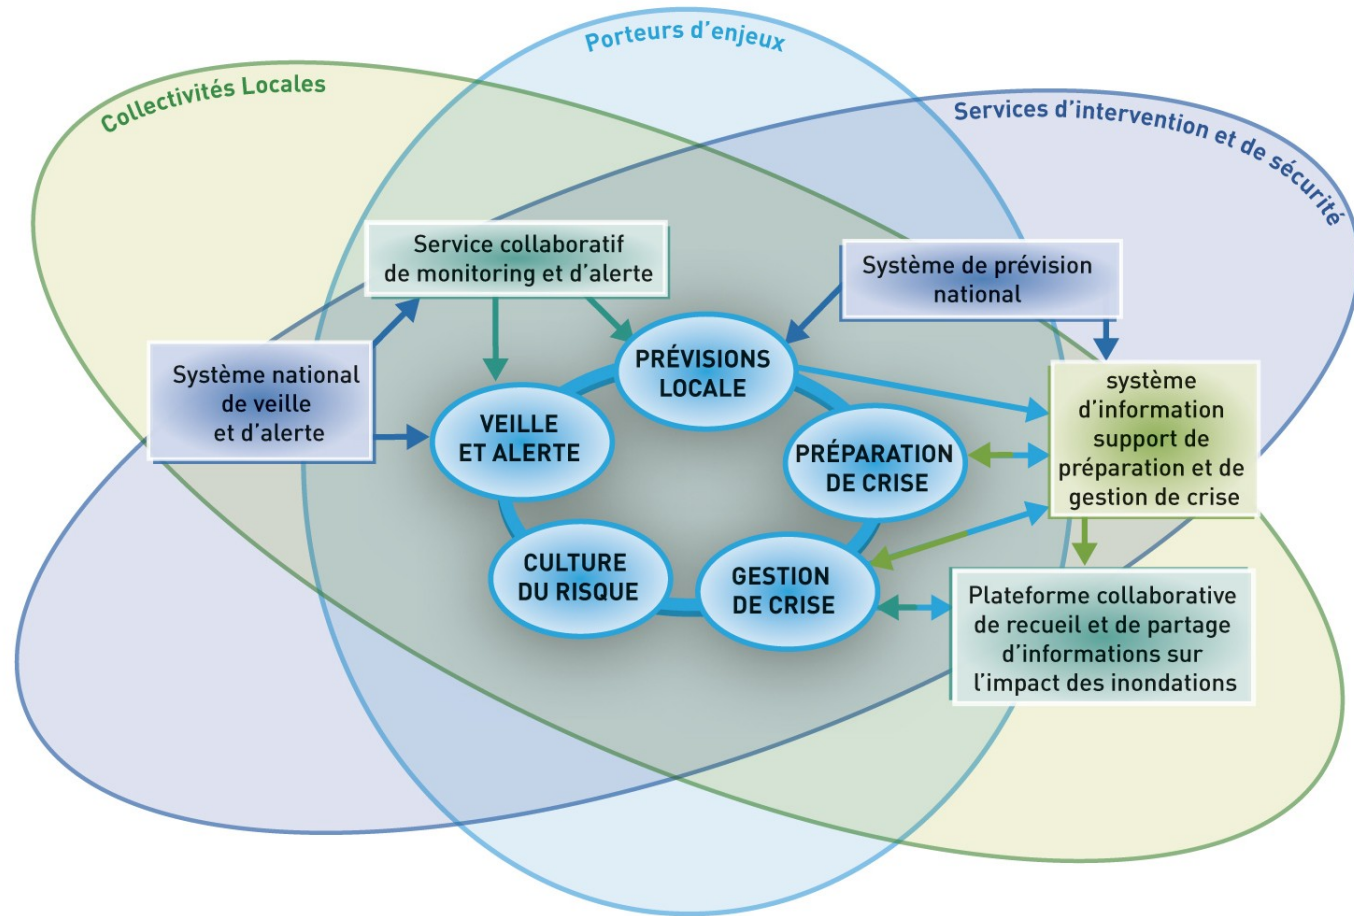 Porteurs d'enjeux
Collectivités Locales
Services d'intervention et de sécurité
Service collaboratif
de monitoring et d'alerte
Système de prévision
national
Système national
de veille
et d'alerte
PRÉVISIONS
LOCALE
VEILLE
ET ALERTE
PRÉPARATION
DE CRISE
système
d'information
support de
préparation et de
gestion de crise
CULTURE
DU RISQUE
GESTION
DE CRISE
Plateforme collaborative
de recueil et de partage
d'informations sur
l'impact des inondations